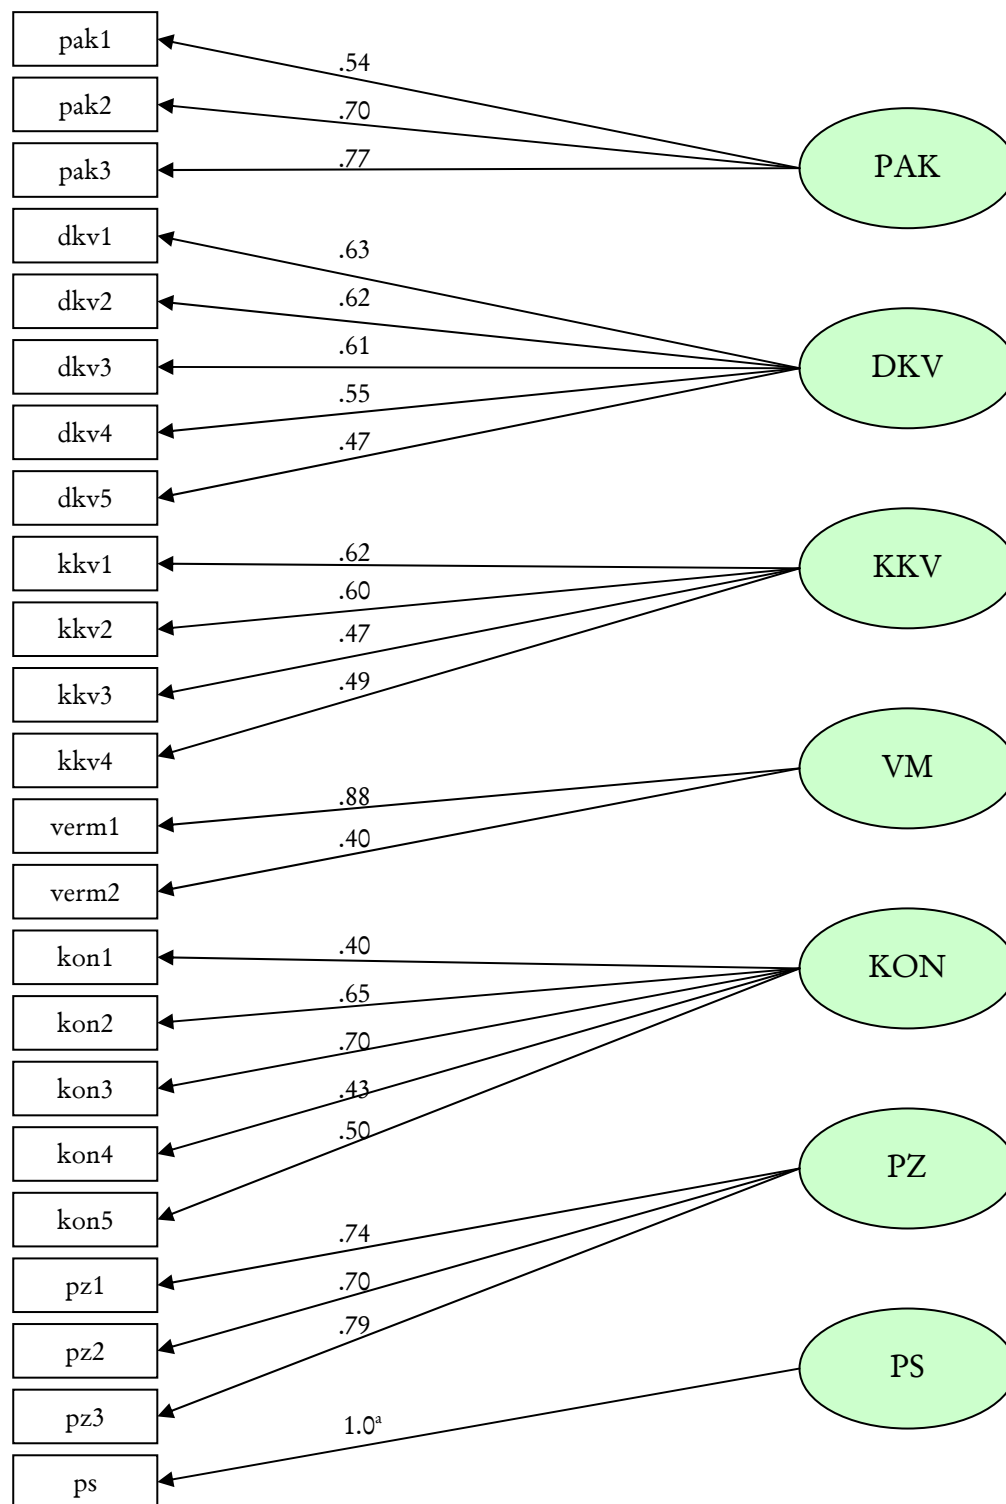 pak1
.54
pak2
.70
PAK
pak3
.77
dkv1
.63
dkv2
.62
dkv3
.61
DKV
dkv4
.55
dkv5
.47
kkv1
.62
KKV
kkv2
.60
kkv3
.47
kkv4
.49
VM
verm1
.88
verm2
.40
kon1
.40
KON
kon2
.65
kon3
.70
kon4
.43
kon5
.50
PZ
pz1
.74
pz2
.70
pz3
.79
PS
ps
1.0ᵃ